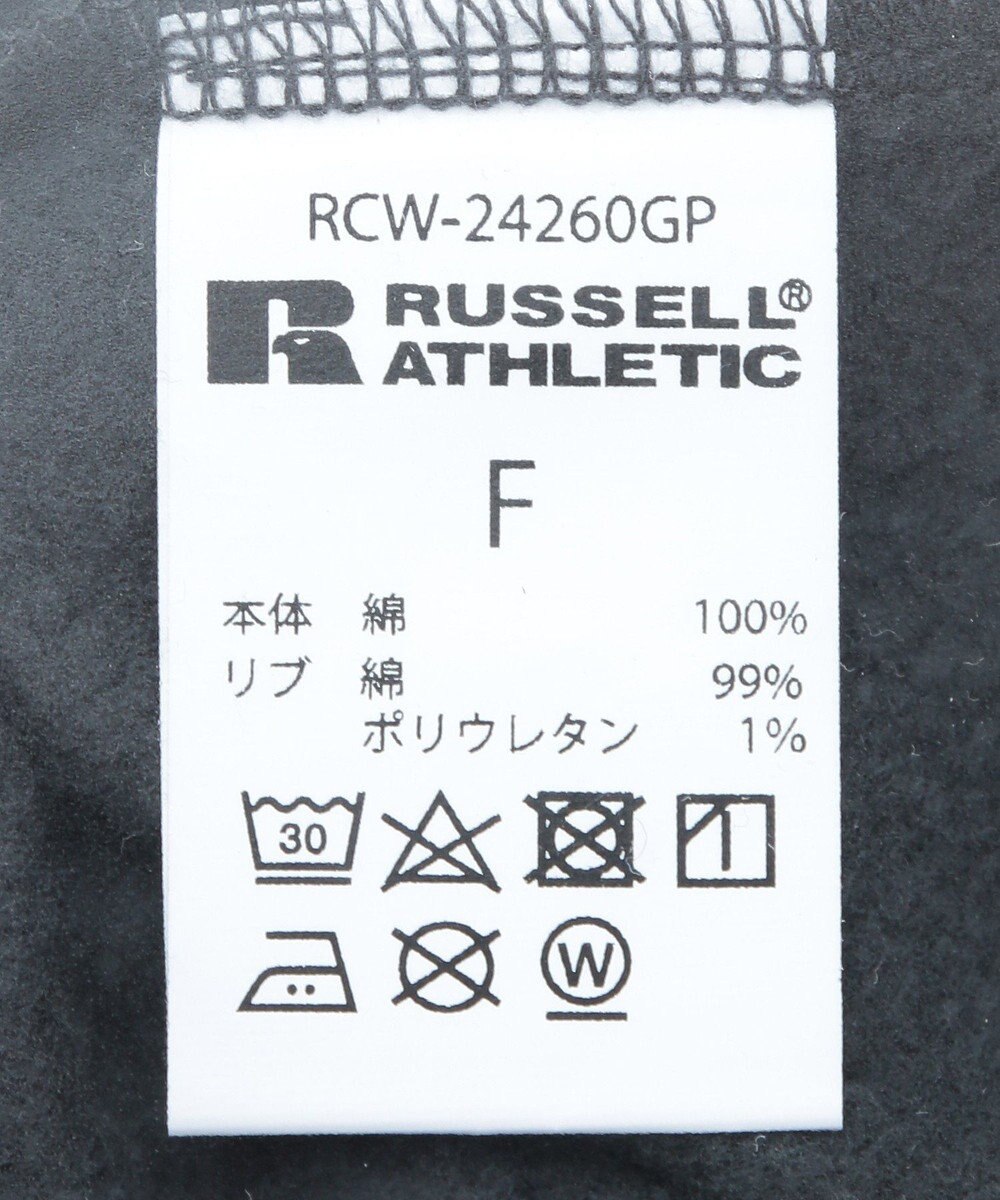 RCW-24260GP
RUSSELL®
ATHLETIC
F
本体 綿 100%
リブ 綿 99%
ポリウレタン 1%
30
W